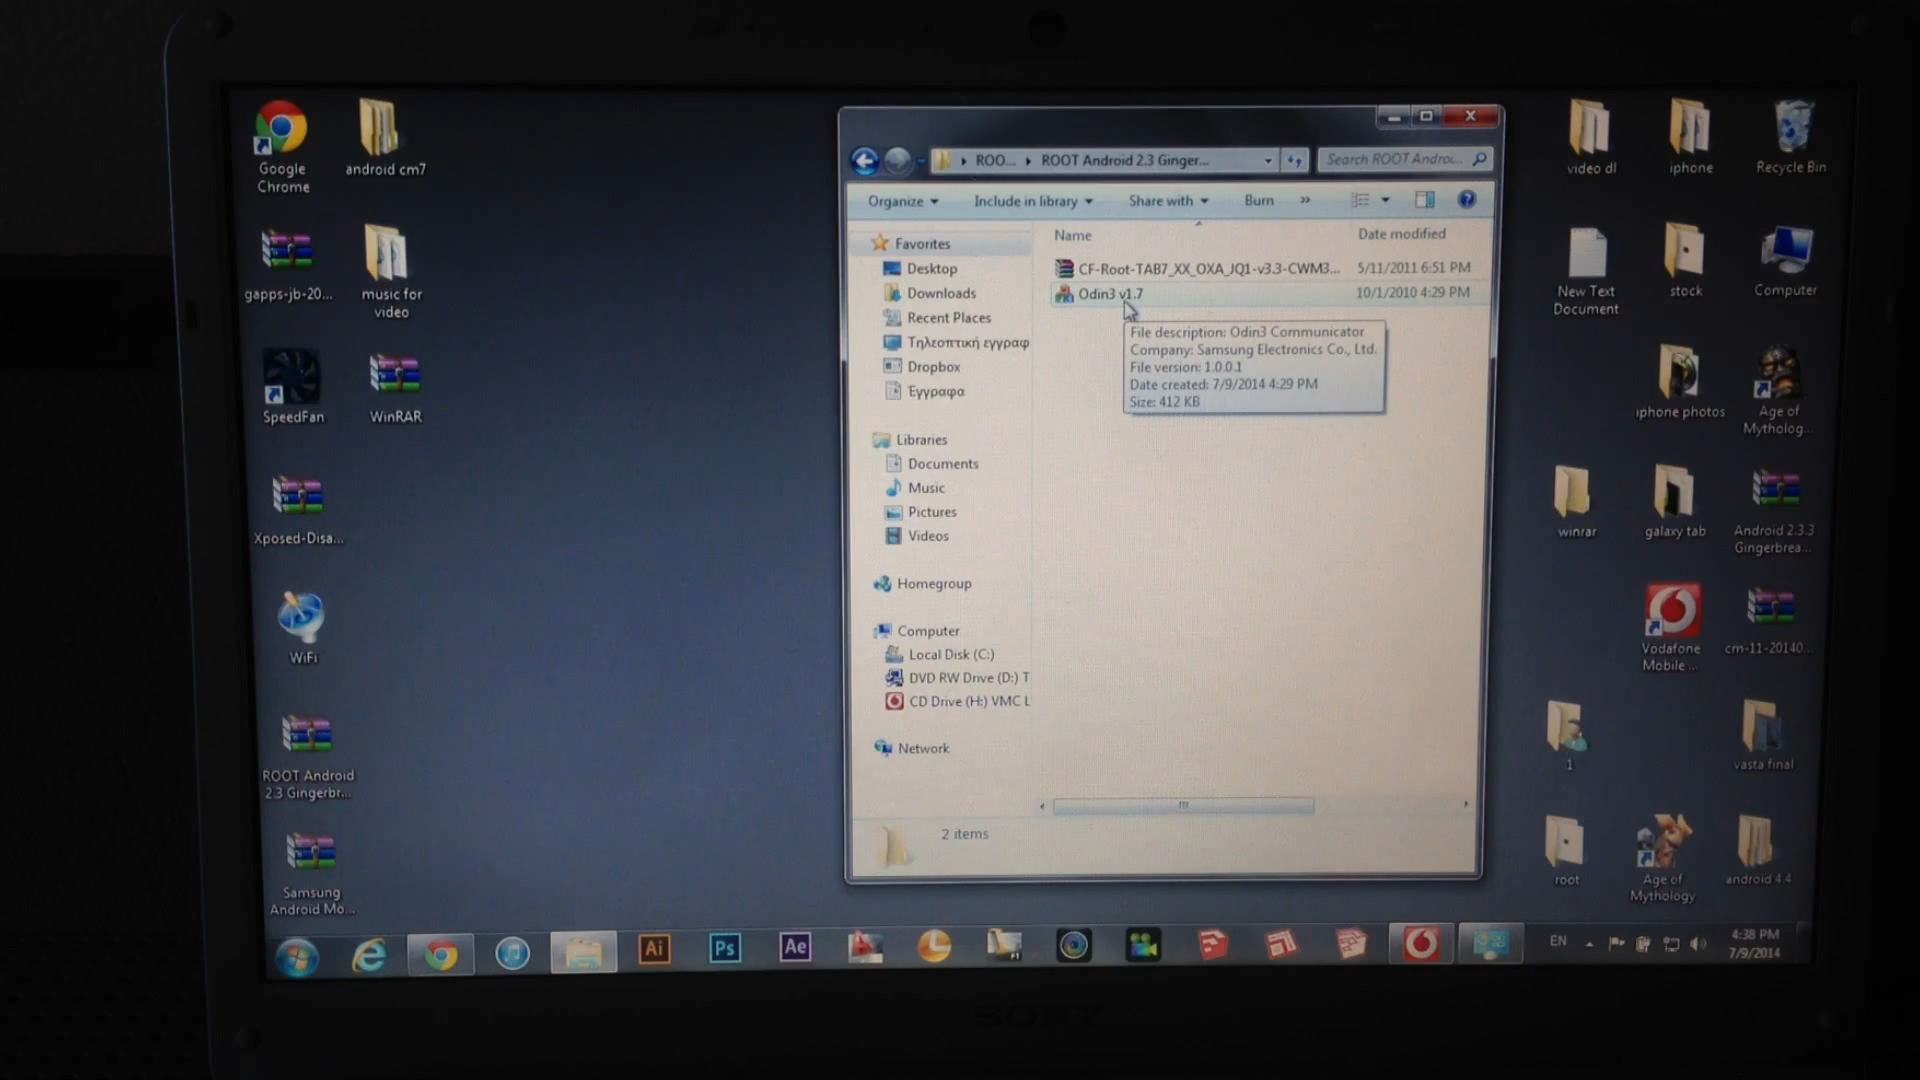 Google
Chrome
android cm7
gapps-jb-20...
music for
video
SpeedFan
WinRAR
Xposed-Disa...
WiFi
ROOT Android
2.3 Gingerbr...
Samsung
Android Mo...
ROO...
ROOT Android 2.3 Ginger...
Search ROOT Androi...
Organize
Include in library
Share with
Burn
»
Name
Date modified
Favorites
Desktop
Downloads
Recent Places
Τηλεοπτική εγγραφ
Dropbox
Έγγραφα
Libraries
Documents
Music
Pictures
Videos
Homegroup
Computer
Local Disk (C:)
DVD RW Drive (D:) T
CD Drive (H:) VMC L
Network
CF-Root-TAB7_XX_OXA_JQ1-v3.3-CWM3...
5/11/2011 6:51 PM
Odin3 v1.7
10/1/2010 4:29 PM
File description: Odin3 Communicator
Company: Samsung Electronics Co., Ltd.
File version: 1.0.0.1
Date created: 7/9/2014 4:29 PM
Size: 412 KB
2 items
video dl
iphone
Recycle Bin
New Text
Document
stock
Computer
iphone photos
Age of
Mytholog...
winrar
galaxy tab
Android 2.3.3
Gingerbrea...
Vodafone
Mobile ...
cm-11-20140...
1
vasta final
root
Age of
Mythology
android 4.4
Ai
Ps
Ae
EN
4:38 PM
7/9/2014
SONY